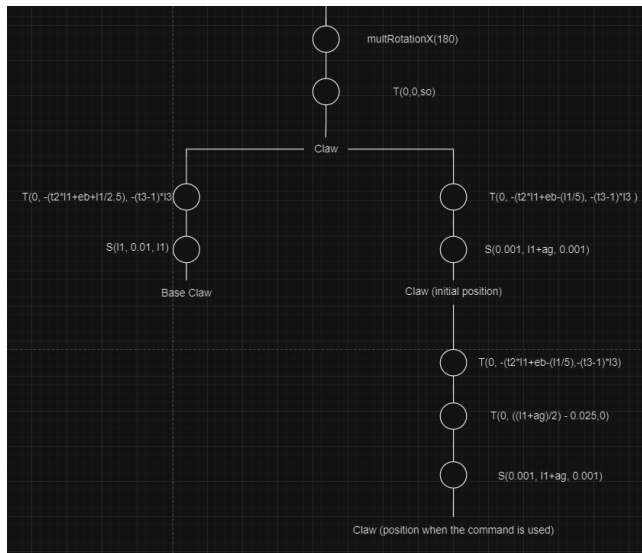 multRotationX(180)
T(0,0,so)
Claw
T(0, -(t2*l1+eb+l1/2.5), -(t3-1)*l3
T(0, -(t2*l1+eb-(l1/5), -(t3-1)*l3 )
S(l1, 0.01, l1)
S(0.001, l1+ag, 0.001)
Base Claw
Claw (initial position)
T(0, -(t2*l1+eb-(l1/5),-(t3-1)*l3)
T(0, ((l1+ag)/2) - 0.025,0)
S(0.001, l1+ag, 0.001)
Claw (position when the command is used)